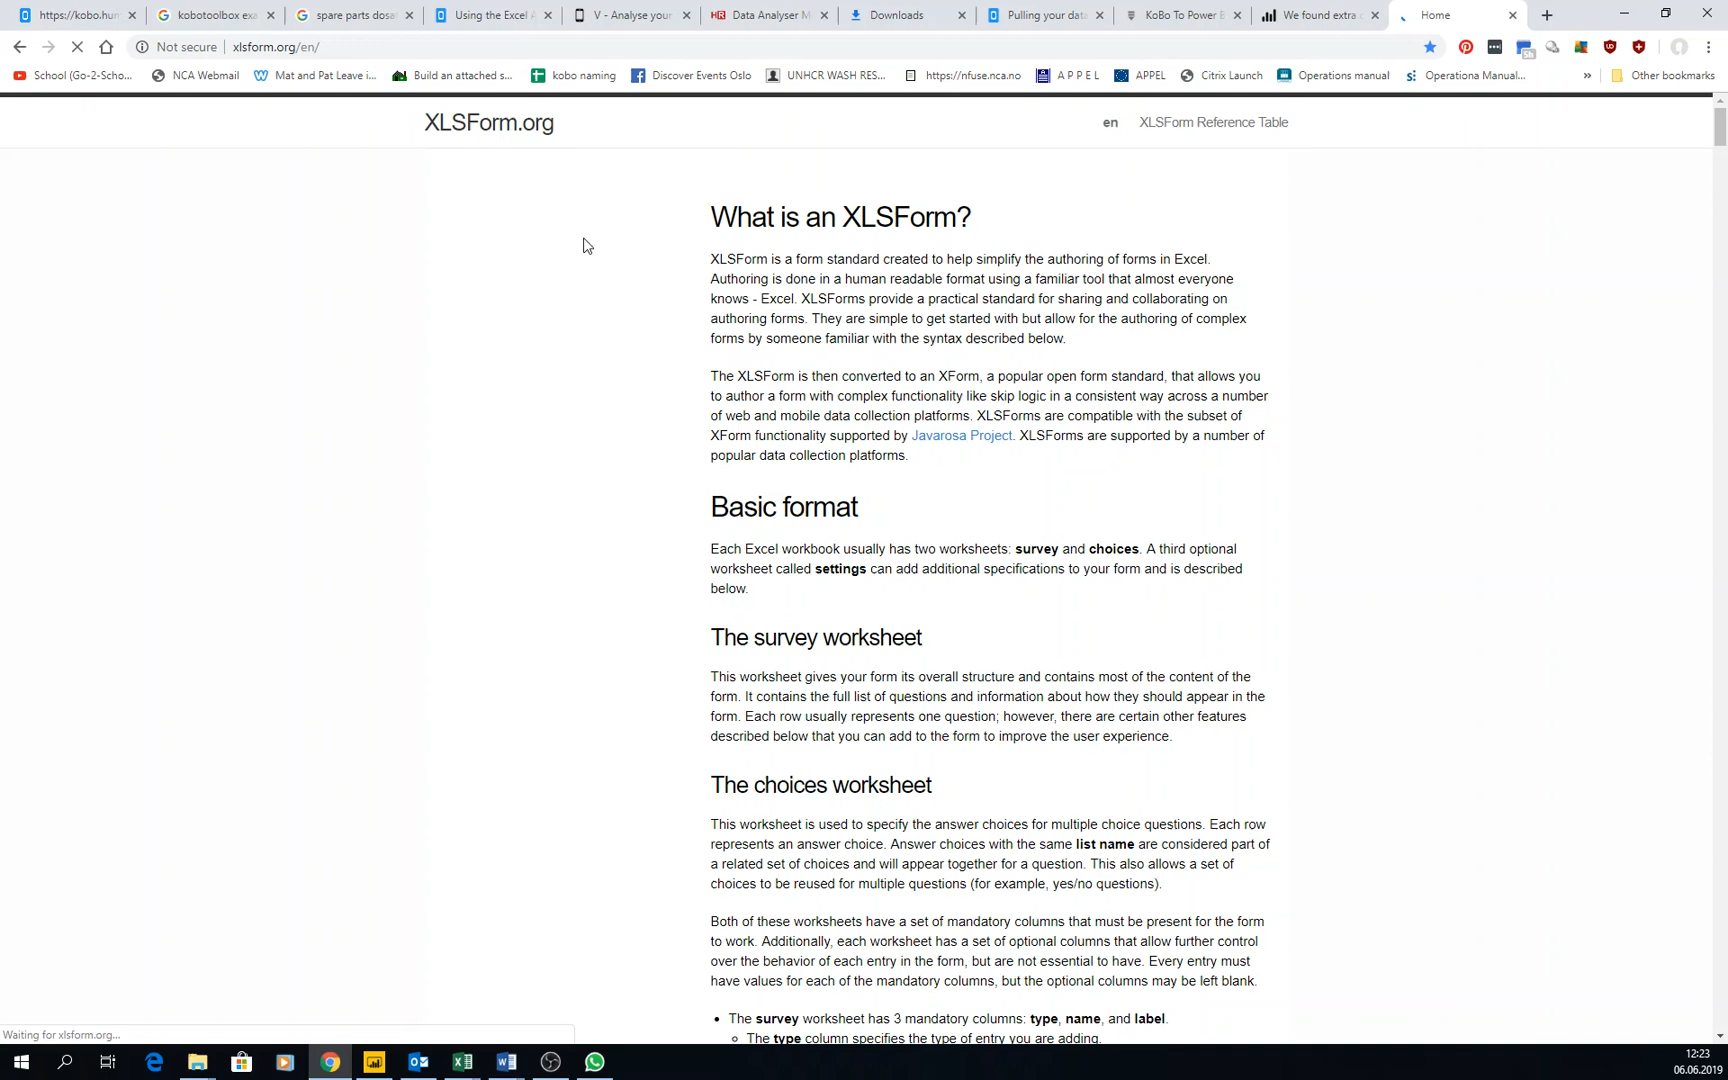 https://kobo.hum
kobotoolbox exa
spare parts dosa
Using the Excel A
V - Analyse your
Data Analyser M
Downloads
Pulling your data
KoBo To Power B
We found extra c
Home
Not secure
xlsform.org/en/
School (Go-2-Scho...
NCA Webmail
Mat and Pat Leave i...
Build an attached s...
kobo naming
Discover Events Oslo
UNHCR WASH RES...
https://nfuse.nca.no
A P P E L
APPEL
Citrix Launch
Operations manual
Operationa Manual...
»
Other bookmarks
XLSForm.org
en
XLSForm Reference Table
What is an XLSForm?
XLSForm is a form standard created to help simplify the authoring of forms in Excel.
Authoring is done in a human readable format using a familiar tool that almost everyone
knows - Excel. XLSForms provide a practical standard for sharing and collaborating on
authoring forms. They are simple to get started with but allow for the authoring of complex
forms by someone familiar with the syntax described below.
The XLSForm is then converted to an XForm, a popular open form standard, that allows you
to author a form with complex functionality like skip logic in a consistent way across a number
of web and mobile data collection platforms. XLSForms are compatible with the subset of
XForm functionality supported by Javarosa Project. XLSForms are supported by a number of
popular data collection platforms.
Basic format
Each Excel workbook usually has two worksheets: survey and choices. A third optional
worksheet called settings can add additional specifications to your form and is described
below.
The survey worksheet
This worksheet gives your form its overall structure and contains most of the content of the
form. It contains the full list of questions and information about how they should appear in the
form. Each row usually represents one question; however, there are certain other features
described below that you can add to the form to improve the user experience.
The choices worksheet
This worksheet is used to specify the answer choices for multiple choice questions. Each row
represents an answer choice. Answer choices with the same list name are considered part of
a related set of choices and will appear together for a question. This also allows a set of
choices to be reused for multiple questions (for example, yes/no questions).
Both of these worksheets have a set of mandatory columns that must be present for the form
to work. Additionally, each worksheet has a set of optional columns that allow further control
over the behavior of each entry in the form, but are not essential to have. Every entry must
have values for each of the mandatory columns, but the optional columns may be left blank.
• The survey worksheet has 3 mandatory columns: type, name, and label.
The type column specifies the type of entry you are adding.
Waiting for xlsform.org...
12:23
06.06.2019